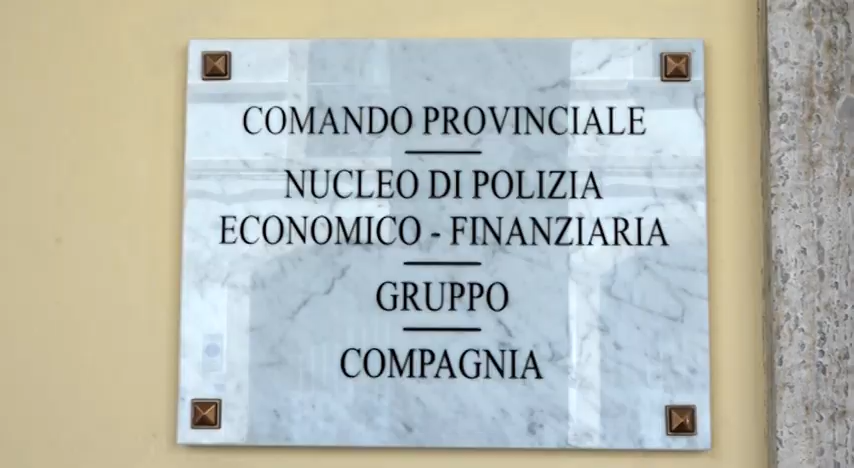 COMANDO PROVINCIALE
NUCLEO DI POLIZIA
ECONOMICO - FINANZIARIA
GRUPPO
COMPAGNIA